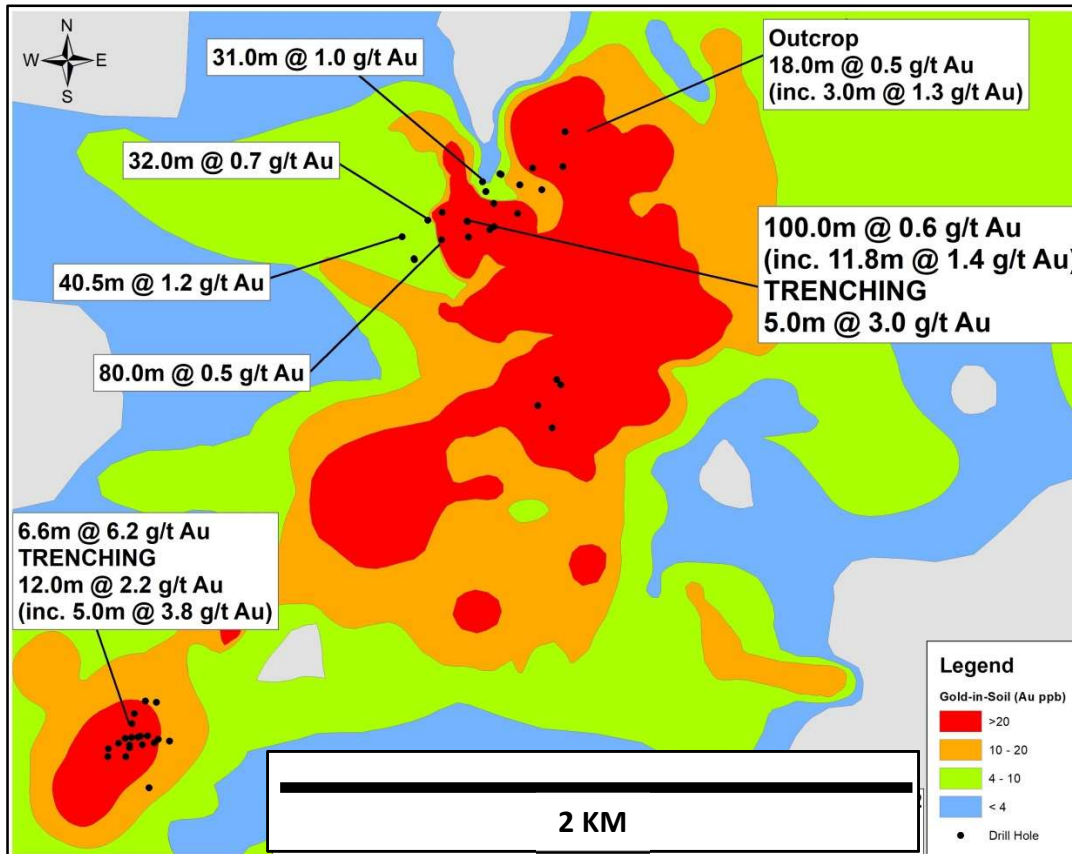 N
W E
S
31.0m @ 1.0 g/t Au
Outcrop
18.0m @ 0.5 g/t Au
(inc. 3.0m @ 1.3 g/t Au)
32.0m @ 0.7 g/t Au
100.0m @ 0.6 g/t Au
(inc. 11.8m @ 1.4 g/t Au)
TRENCHING
5.0m @ 3.0 g/t Au
40.5m @ 1.2 g/t Au
80.0m @ 0.5 g/t Au
6.6m @ 6.2 g/t Au
TRENCHING
12.0m @ 2.2 g/t Au
(inc. 5.0m @ 3.8 g/t Au)
2 KM
Legend
Gold-in-Soil (Au ppb)
>20
10 - 20
4 - 10
< 4
Drill Hole